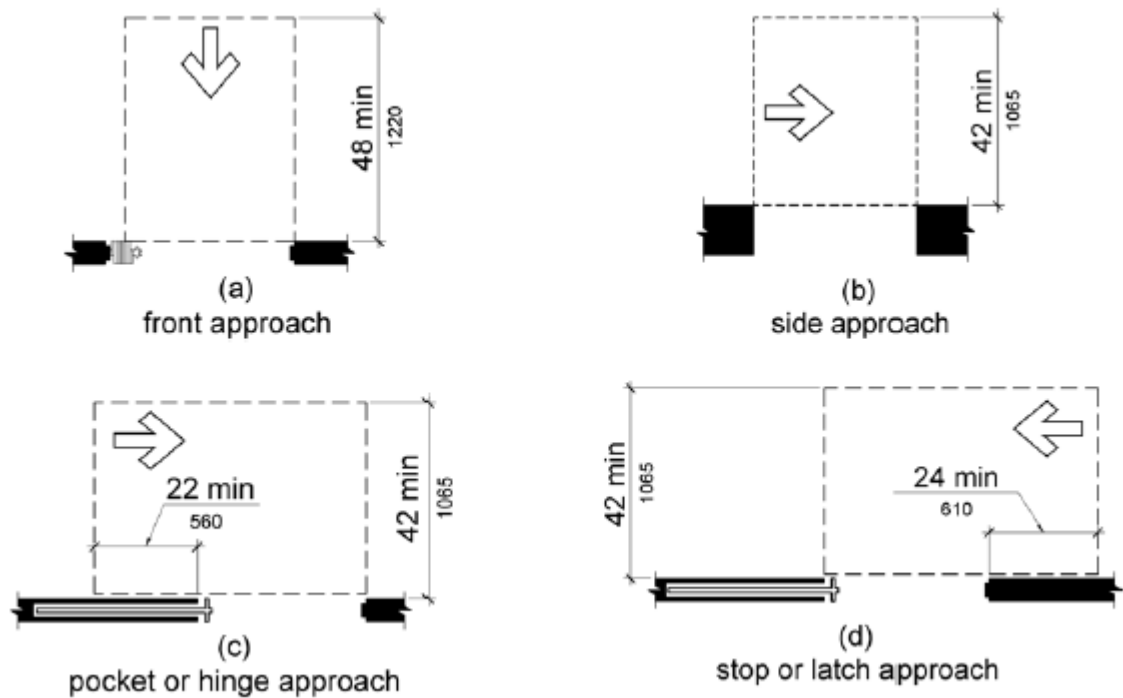 48 min
1220
(a)
front approach
42 min
1065
(b)
side approach
22 min
560
42 min
1065
(c)
pocket or hinge approach
42 min
1065
24 min
610
(d)
stop or latch approach